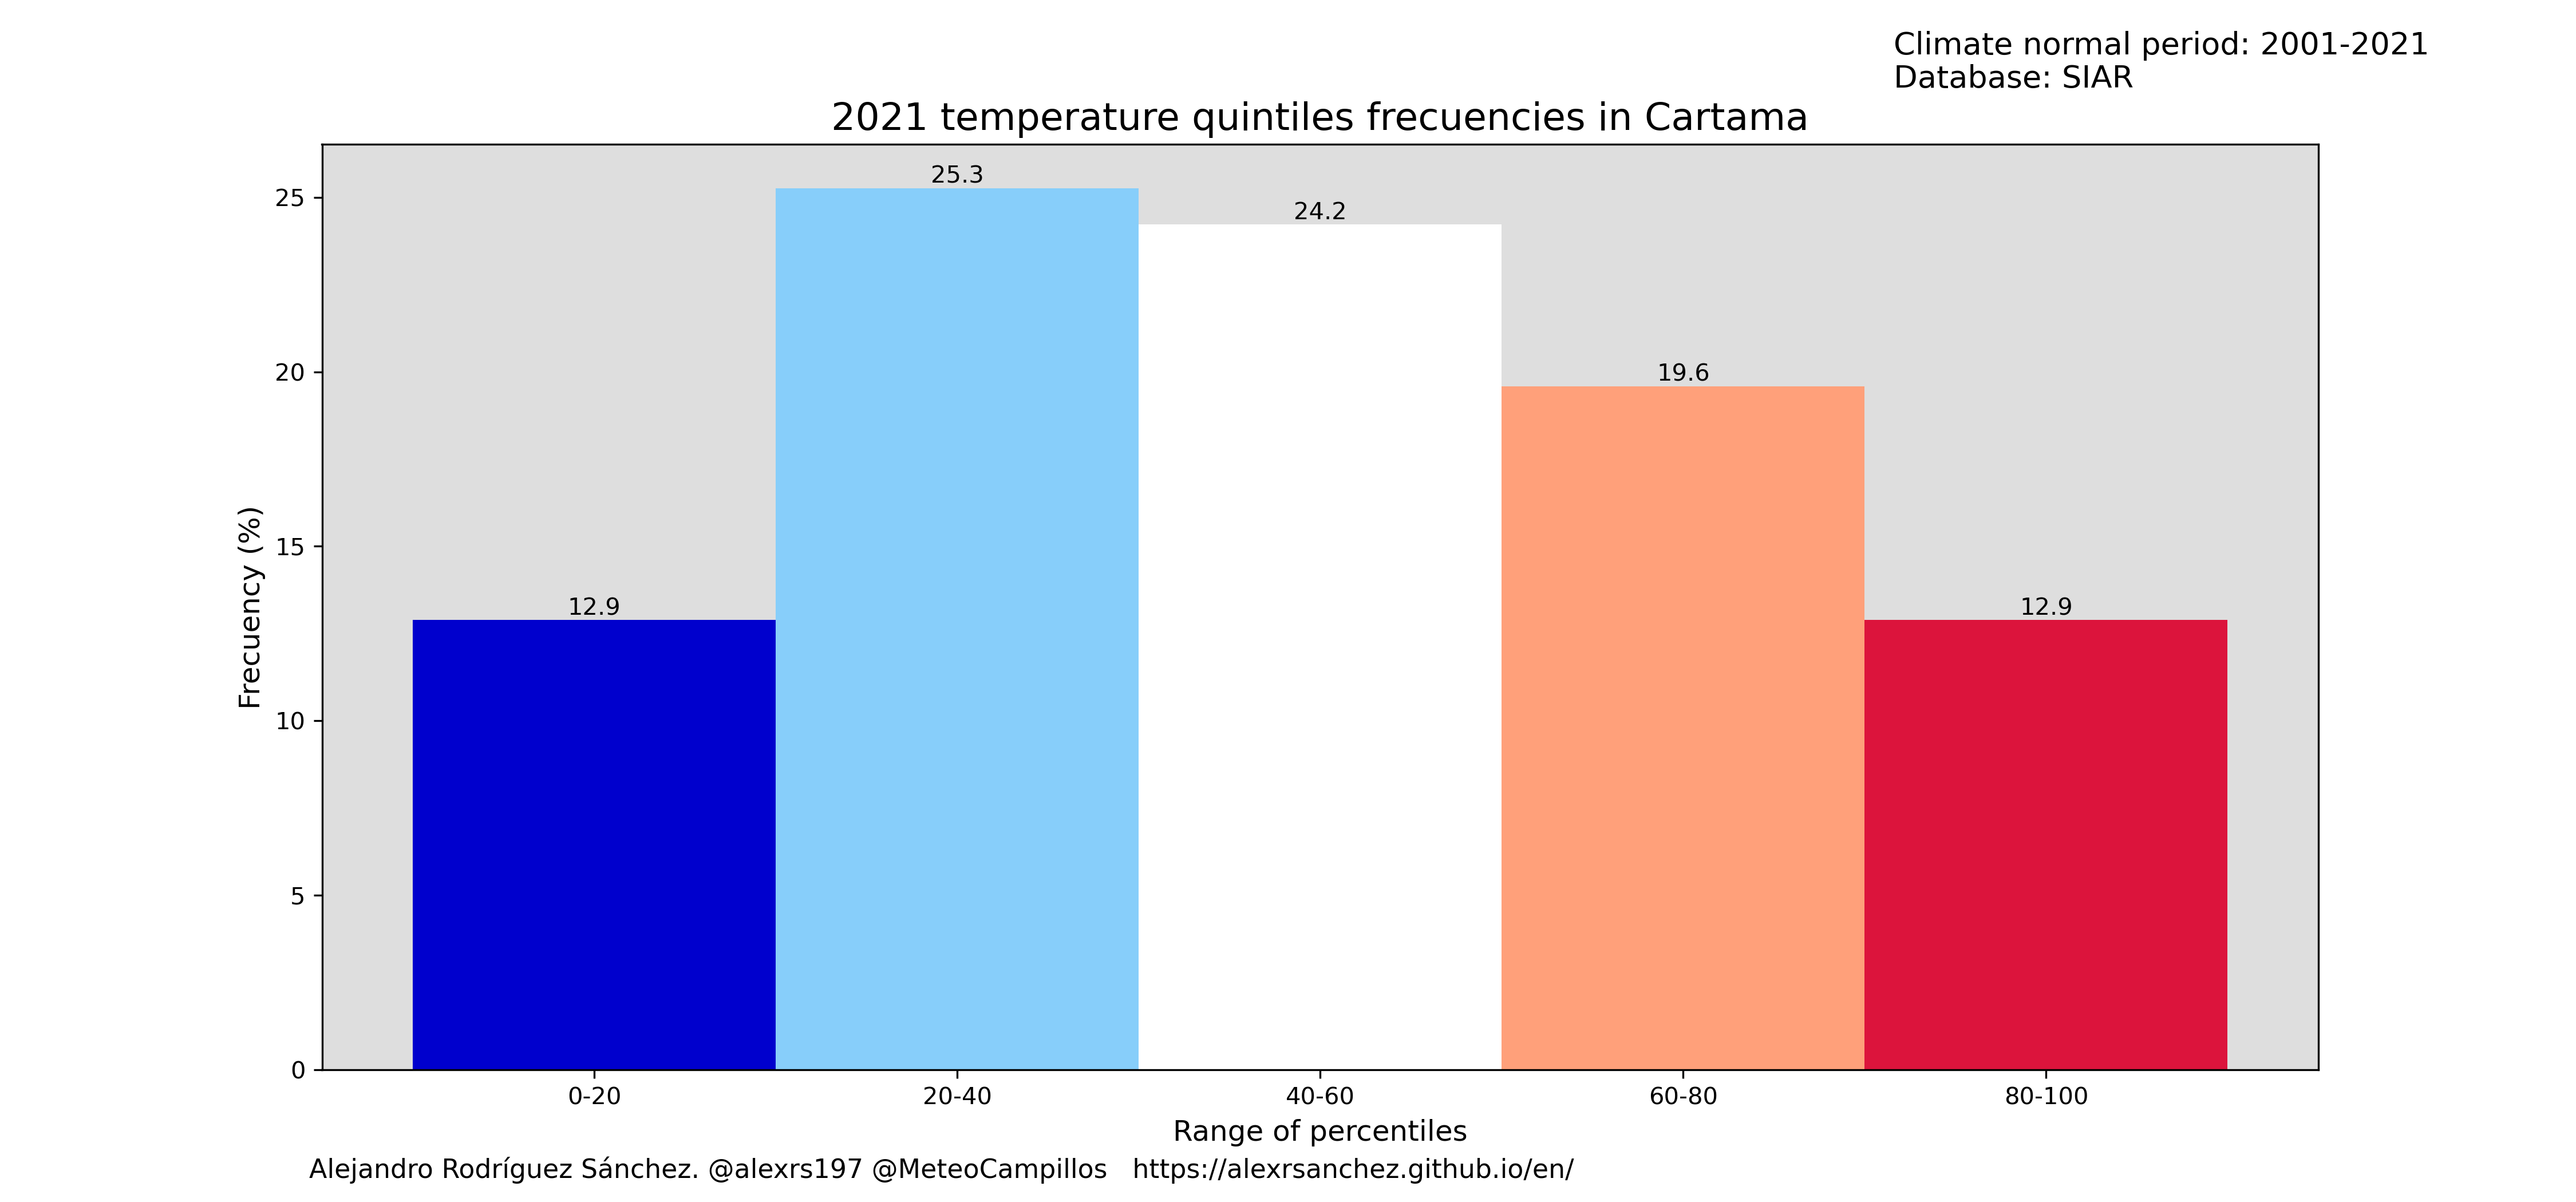 Climate normal period: 2001-2021
Database: SIAR
2021 temperature quintiles frecuencies in Cartama
25.3
24.2
19.6
12.9
12.9
25
20
15
10
5
0
Frecuency (%)
0-20
20-40
40-60
60-80
80-100
Range of percentiles
Alejandro Rodríguez Sánchez. @alexrs197 @MeteoCampillos   https://alexrsanchez.github.io/en/